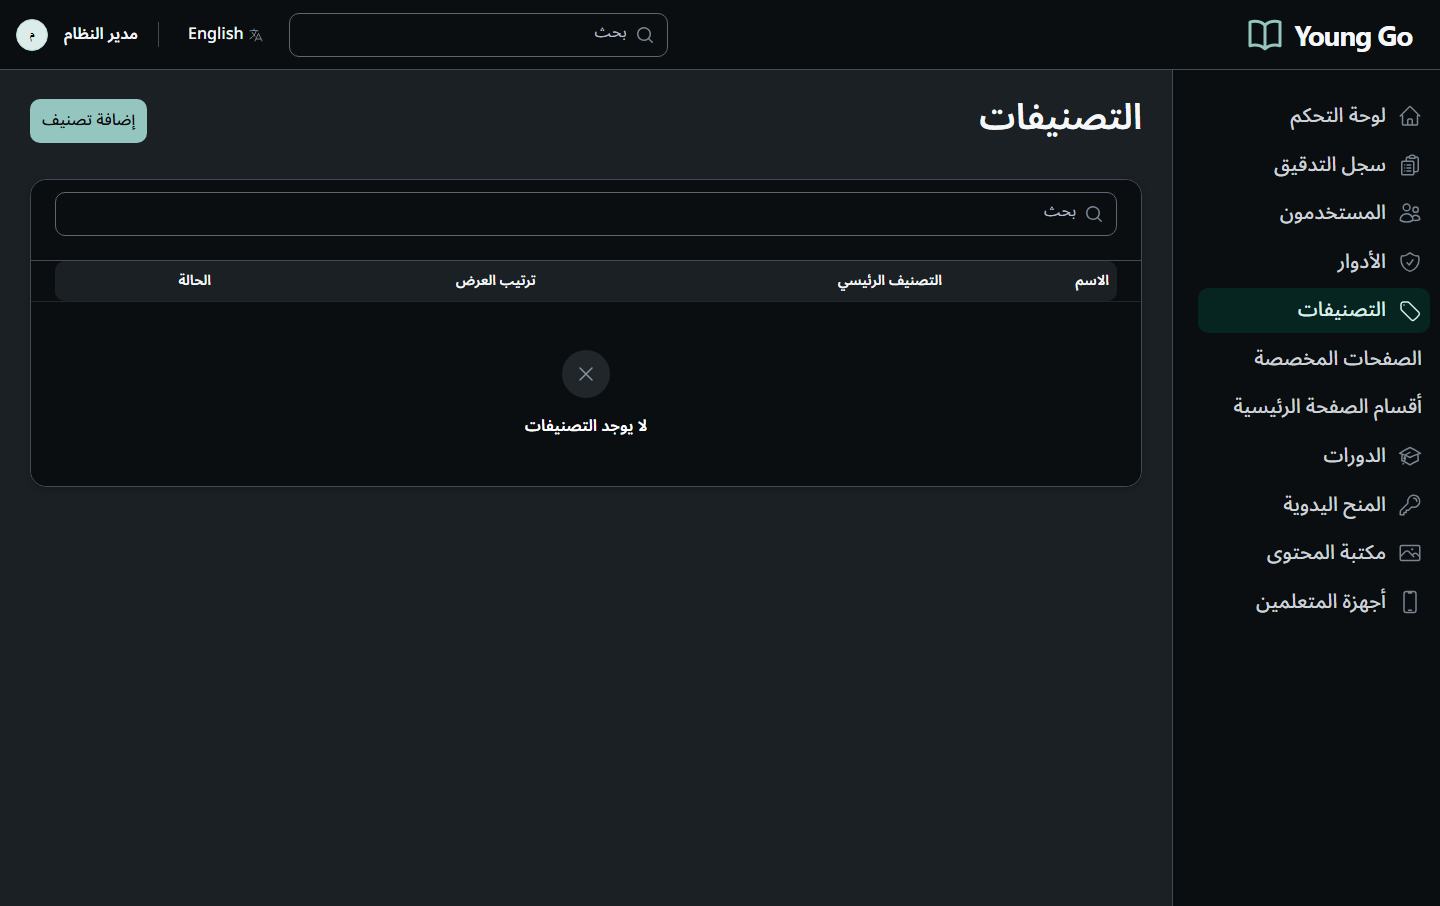 Young Go
بحث
English
مدير النظام
م
لوحة التحكم
سجل التدقيق
المستخدمون
الأدوار
التصنيفات
الصفحات المخصصة
أقسام الصفحة الرئيسية
الدورات
المنح اليدوية
مكتبة المحتوى
أجهزة المتعلمين
التصنيفات
إضافة تصنيف
بحث
الاسم التصنيف الرئيسي ترتيب العرض الحالة
لا يوجد التصنيفات